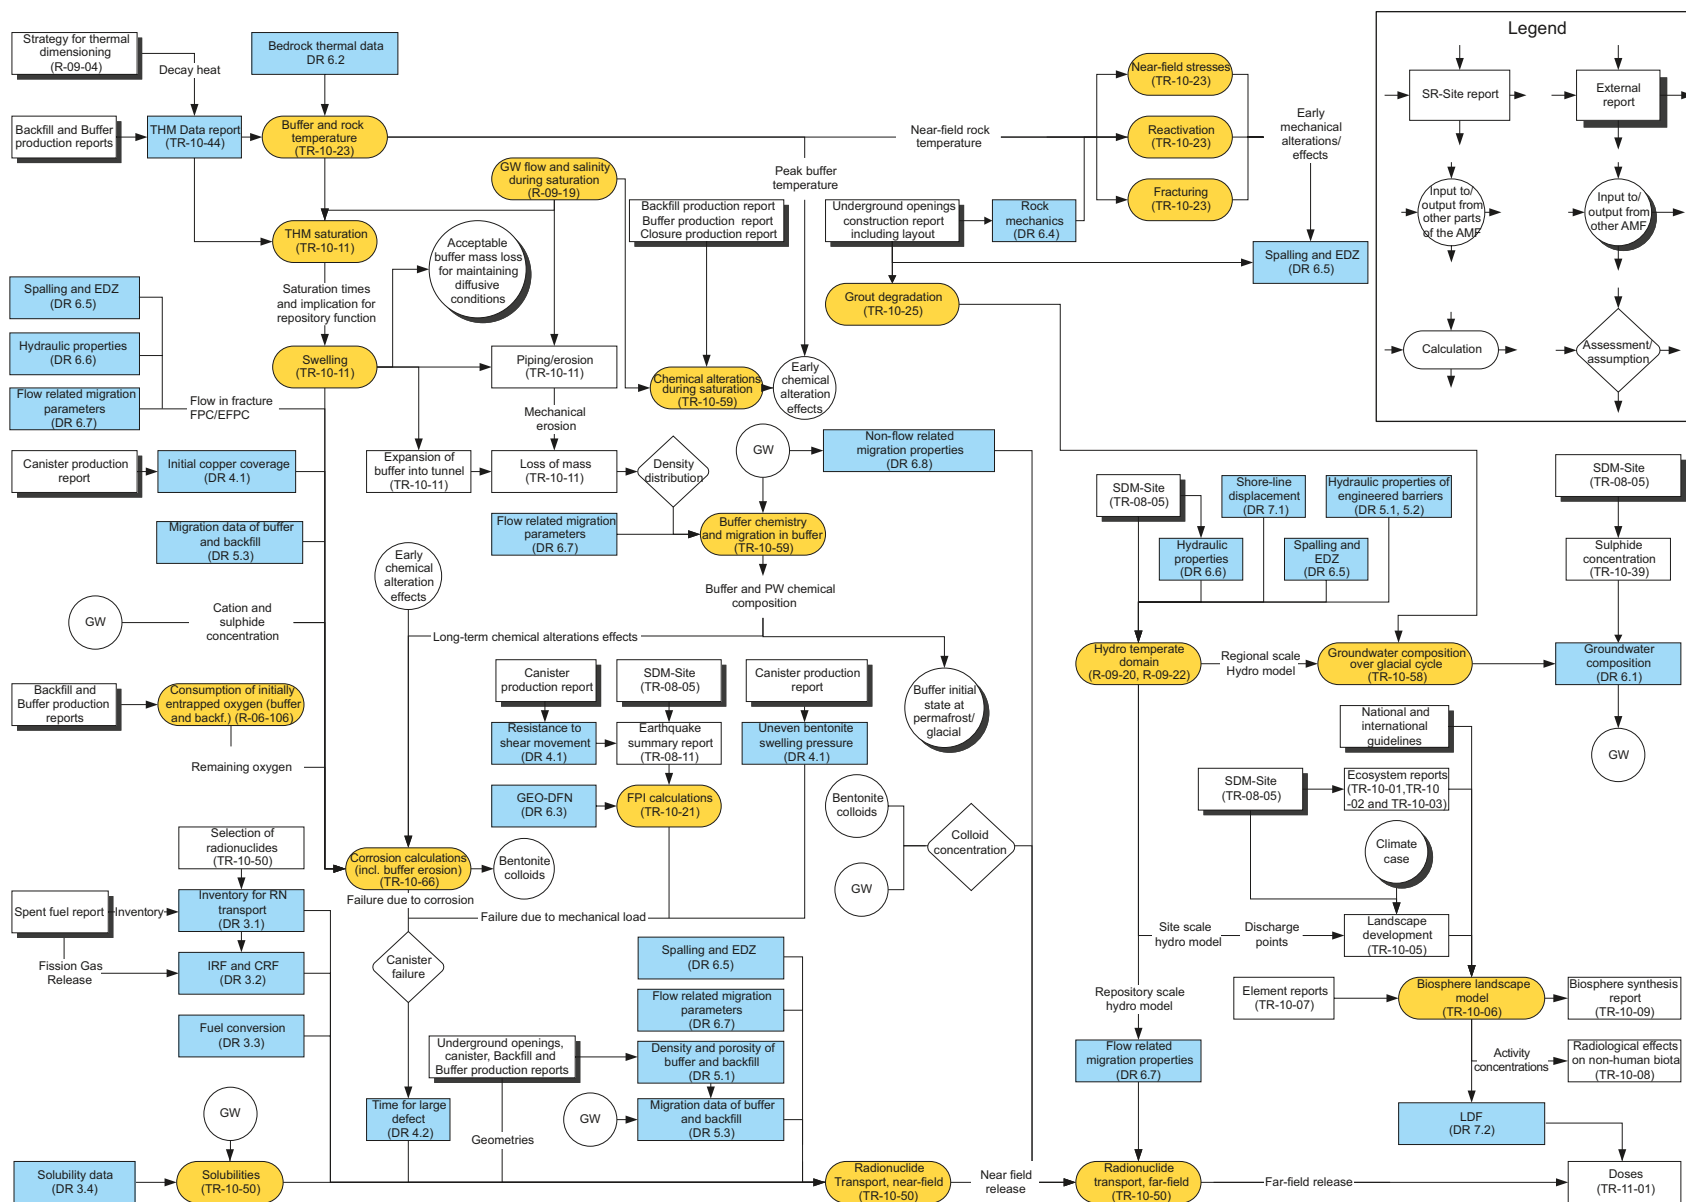 Strategy for thermal
dimensioning
(R-09-04)
Decay heat
Bedrock thermal data
DR 6.2
Backfill and Buffer
production reports
THM Data report
(TR-10-44)
Buffer and rock
temperature
(TR-10-23)
Near-field rock
temperature
Peak buffer
temperature
Near-field stresses
(TR-10-23)
Reactivation
(TR-10-23)
Fracturing
(TR-10-23)
Early
mechanical
alterations/
effects
Legend
SR-Site report
External
report
Input to/
output from
other parts
of the AMF
Input to/
output from
other AMF
Calculation
Assessment/
assumption
GW flow and salinity
during saturation
(R-09-19)
Backfill production report
Buffer production report
Closure production report
Underground openings
construction report
including layout
Rock
mechanics
(DR 6.4)
Spalling and EDZ
(DR 6.5)
THM saturation
(TR-10-11)
Acceptable
buffer mass loss
for maintaining
diffusive
conditions
Saturation times
and implication for
repository function
Grout degradation
(TR-10-25)
Spalling and EDZ
(DR 6.5)
Hydraulic properties
(DR 6.6)
Flow related migration
parameters
(DR 6.7)
Flow in fracture
FPC/EFPC
Swelling
(TR-10-11)
Piping/erosion
(TR-10-11)
Mechanical
erosion
Chemical alterations
during saturation
(TR-10-59)
Early
chemical
alteration
effects
Canister production
report
Initial copper coverage
(DR 4.1)
Expansion of
buffer into tunnel
(TR-10-11)
Loss of mass
(TR-10-11)
Density
distribution
GW
Non-flow related
migration properties
(DR 6.8)
Migration data of buffer
and backfill
(DR 5.3)
Flow related migration
parameters
(DR 6.7)
Buffer chemistry
and migration in buffer
(TR-10-59)
Early
chemical
alteration
effects
Buffer and PW chemical
composition
SDM-Site
(TR-08-05)
Shore-line
displacement
(DR 7.1)
Hydraulic properties of
engineered barriers
(DR 5.1, 5.2)
SDM-Site
(TR-08-05)
Hydraulic
properties
(DR 6.6)
Spalling and
EDZ
(DR 6.5)
Sulphide
concentration
(TR-10-39)
GW
Cation and
sulphide
concentration
Long-term chemical alterations effects
Hydro temperate
domain
(R-09-20, R-09-22)
Regional scale
Hydro model
Groundwater composition
over glacial cycle
(TR-10-58)
Groundwater
composition
(DR 6.1)
GW
Backfill and
Buffer production
reports
Consumption of initially
entrapped oxygen (buffer
and backf.) (R-06-106)
Remaining oxygen
Canister
production report
SDM-Site
(TR-08-05)
Canister production
report
Resistance to
shear movement
(DR 4.1)
Earthquake
summary report
(TR-08-11)
Uneven bentonite
swelling pressure
(DR 4.1)
Buffer initial
state at
permafrost/
glacial
GEO-DFN
(DR 6.3)
FPI calculations
(TR-10-21)
National and
international
guidelines
SDM-Site
(TR-08-05)
Ecosystem reports
(TR-10-01,TR-10
-02 and TR-10-03)
Climate
case
Bentonite
colloids
GW
Colloid
concentration
Selection of
radionuclides
(TR-10-50)
Corrosion calculations
(incl. buffer erosion)
(TR-10-66)
Bentonite
colloids
Failure due to corrosion
Failure due to mechanical load
Spent fuel report
Inventory
Inventory for RN
transport
(DR 3.1)
Fission Gas
Release
IRF and CRF
(DR 3.2)
Canister
failure
Site scale
hydro model
Discharge
points
Landscape
development
(TR-10-05)
Spalling and EDZ
(DR 6.5)
Flow related migration
parameters
(DR 6.7)
Repository scale
hydro model
Element reports
(TR-10-07)
Biosphere landscape
model
(TR-10-06)
Biosphere synthesis
report
(TR-10-09)
Fuel conversion
(DR 3.3)
Underground openings,
canister, Backfill and
Buffer production reports
Density and porosity of
buffer and backfill
(DR 5.1)
Flow related
migration properties
(DR 6.7)
Activity
concentrations
Radiological effects
on non-human biota
(TR-10-08)
GW
Time for large
defect
(DR 4.2)
GW
Migration data of buffer
and backfill
(DR 5.3)
Geometries
LDF
(DR 7.2)
Solubility data
(DR 3.4)
Solubilities
(TR-10-50)
Radionuclide
Transport, near-field
(TR-10-50)
Near field
release
Radionuclide
transport, far-field
(TR-10-50)
Far-field release
Doses
(TR-11-01)